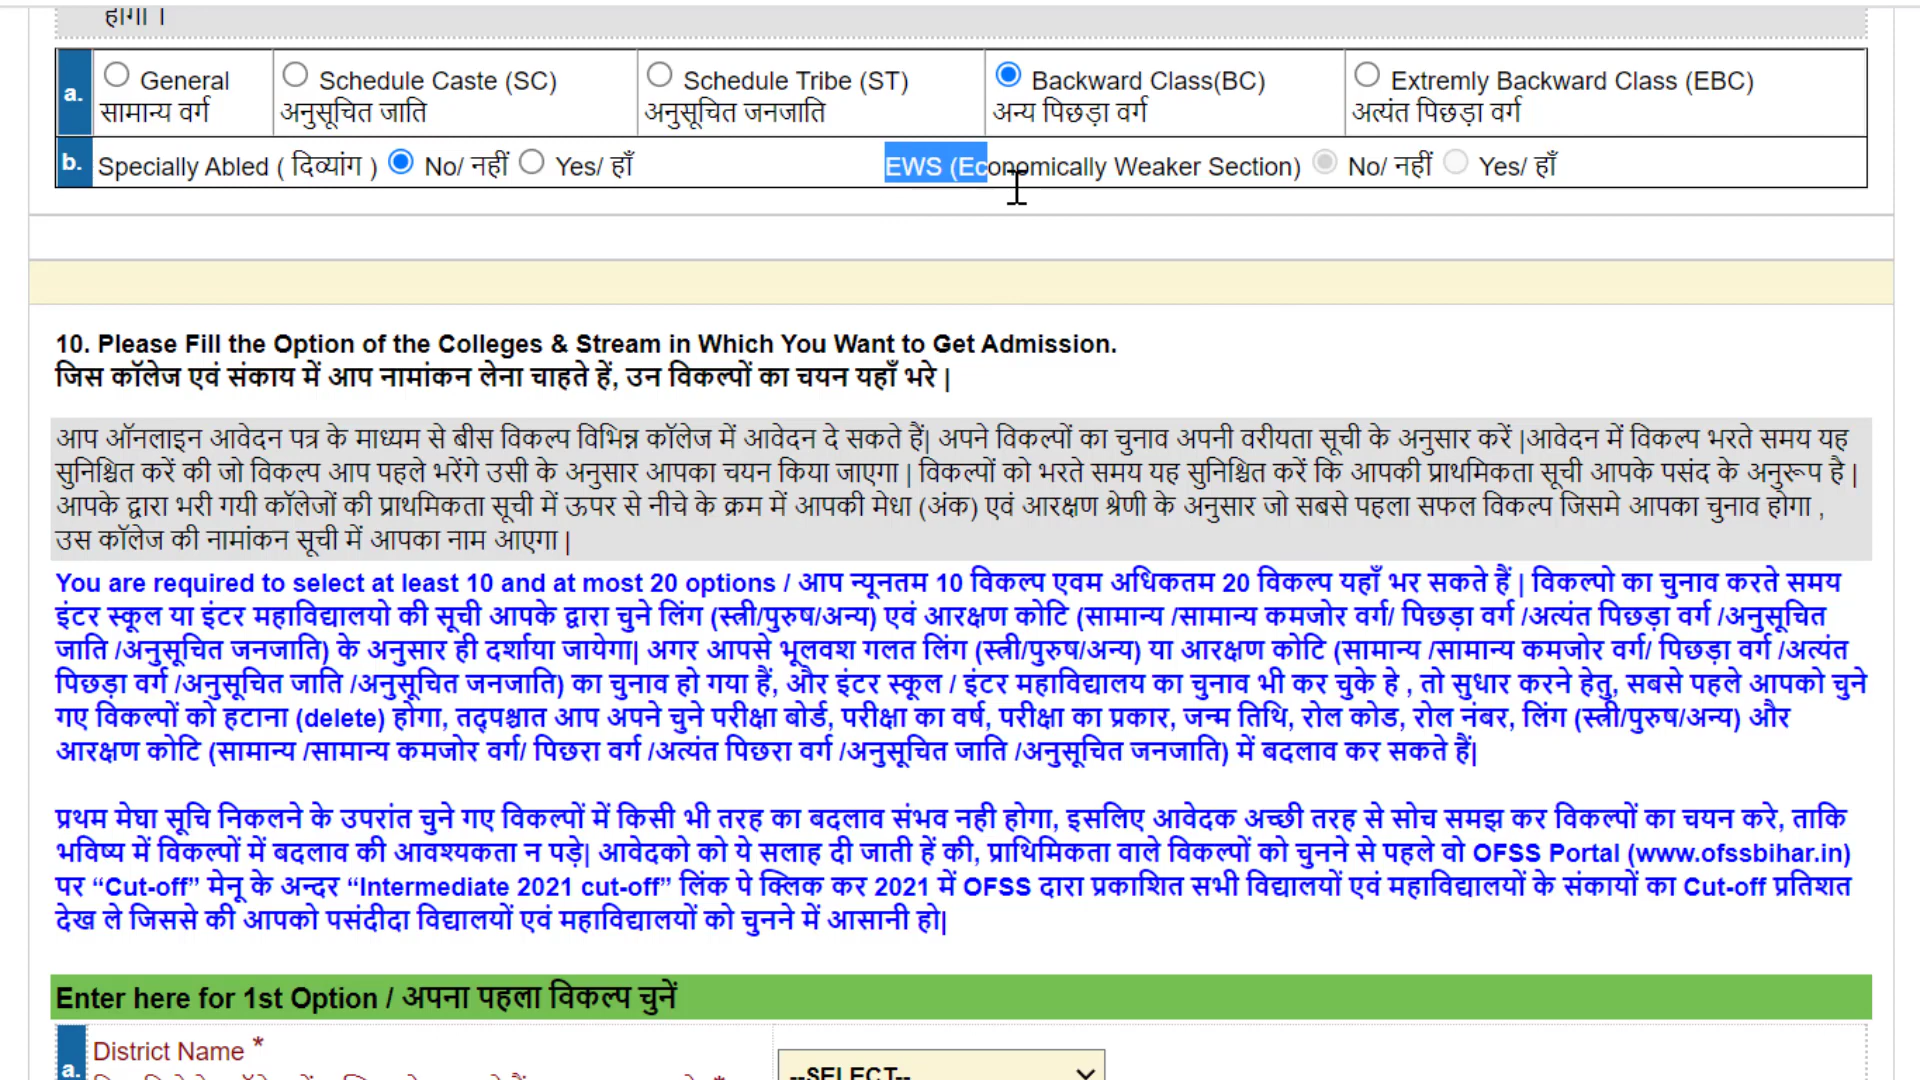 होगा ।
a. General Schedule Caste (SC) Schedule Tribe (ST) Backward Class(BC) Extremly Backward Class (EBC)
सामान्य वर्ग अनुसूचित जाति अनुसूचित जनजाति अन्य पिछड़ा वर्ग अत्यंत पिछड़ा वर्ग
b. Specially Abled ( दिव्यांग ) No/ नहीं Yes/ हाँ EWS (Economically Weaker Section) No/ नहीं Yes/ हाँ
10. Please Fill the Option of the Colleges & Stream in Which You Want to Get Admission.
जिस कॉलेज एवं संकाय में आप नामांकन लेना चाहते हें, उन विकल्पों का चयन यहाँ भरे |
आप ऑनलाइन आवेदन पत्र के माध्यम से बीस विकल्प विभिन्न कॉलेज में आवेदन दे सकते हैं| अपने विकल्पों का चुनाव अपनी वरीयता सूची के अनुसार करें |आवेदन में विकल्प भरते समय यह
सुनिश्चित करें की जो विकल्प आप पहले भरेंगे उसी के अनुसार आपका चयन किया जाएगा | विकल्पों को भरते समय यह सुनिश्चित करें कि आपकी प्राथमिकता सूची आपके पसंद के अनुरूप है |
आपके द्वारा भरी गयी कॉलेजों की प्राथमिकता सूची में ऊपर से नीचे के क्रम में आपकी मेधा (अंक) एवं आरक्षण श्रेणी के अनुसार जो सबसे पहला सफल विकल्प जिसमे आपका चुनाव होगा ,
उस कॉलेज की नामांकन सूची में आपका नाम आएगा |
You are required to select at least 10 and at most 20 options / आप न्यूनतम 10 विकल्प एवम अधिकतम 20 विकल्प यहाँ भर सकते हैं | विकल्पो का चुनाव करते समय
इंटर स्कूल या इंटर महाविद्यालयो की सूची आपके द्वारा चुने लिंग (स्त्री/पुरुष/अन्य) एवं आरक्षण कोटि (सामान्य /सामान्य कमजोर वर्ग/ पिछड़ा वर्ग /अत्यंत पिछड़ा वर्ग /अनुसूचित
जाति /अनुसूचित जनजाति) के अनुसार ही दर्शाया जायेगा| अगर आपसे भूलवश गलत लिंग (स्त्री/पुरुष/अन्य) या आरक्षण कोटि (सामान्य /सामान्य कमजोर वर्ग/ पिछड़ा वर्ग /अत्यंत
पिछड़ा वर्ग /अनुसूचित जाति /अनुसूचित जनजाति) का चुनाव हो गया हैं, और इंटर स्कूल / इंटर महाविद्यालय का चुनाव भी कर चुके हे , तो सुधार करने हेतु, सबसे पहले आपको चुने
गए विकल्पों को हटाना (delete) होगा, तद्पश्चात आप अपने चुने परीक्षा बोर्ड, परीक्षा का वर्ष, परीक्षा का प्रकार, जन्म तिथि, रोल कोड, रोल नंबर, लिंग (स्त्री/पुरुष/अन्य) और
आरक्षण कोटि (सामान्य /सामान्य कमजोर वर्ग/ पिछरा वर्ग /अत्यंत पिछरा वर्ग /अनुसूचित जाति /अनुसूचित जनजाति) में बदलाव कर सकते हैं|
प्रथम मेघा सूचि निकलने के उपरांत चुने गए विकल्पों में किसी भी तरह का बदलाव संभव नही होगा, इसलिए आवेदक अच्छी तरह से सोच समझ कर विकल्पों का चयन करे, ताकि
भविष्य में विकल्पों में बदलाव की आवश्यकता न पड़े| आवेदको को ये सलाह दी जाती हें की, प्राथिमिकता वाले विकल्पों को चुनने से पहले वो OFSS Portal (www.ofssbihar.in)
पर “Cut-off” मेनू के अन्दर “Intermediate 2021 cut-off” लिंक पे क्लिक कर 2021 में OFSS दारा प्रकाशित सभी विद्यालयों एवं महाविद्यालयों के संकायों का Cut-off प्रतिशत
देख ले जिससे की आपको पसंदीदा विद्यालयों एवं महाविद्यालयों को चुनने में आसानी हो|
Enter here for 1st Option / अपना पहला विकल्प चुनें
a. District Name *
--SELECT--